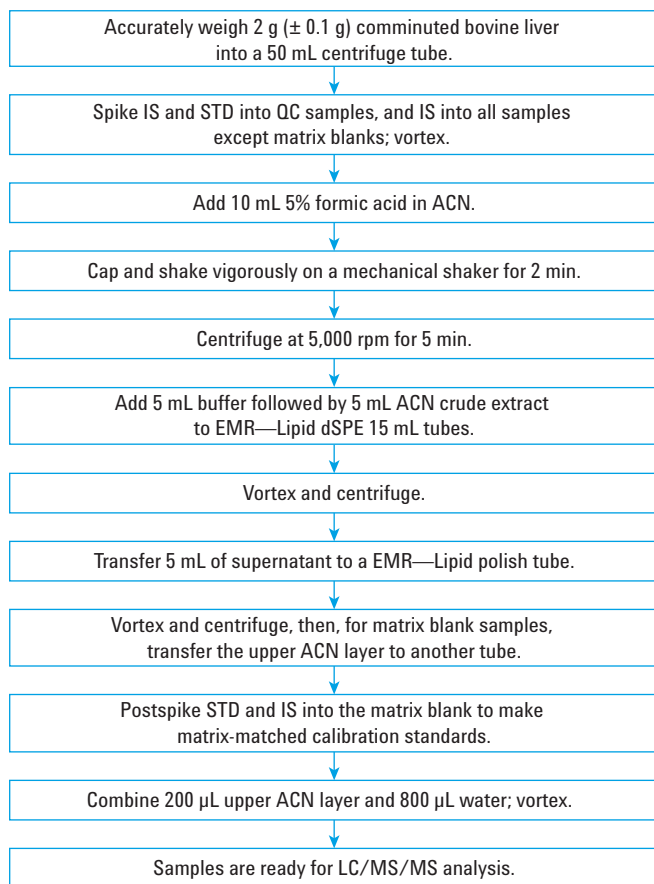 Accurately weigh 2 g (± 0.1 g) comminuted bovine liver
into a 50 mL centrifuge tube.
Spike IS and STD into QC samples, and IS into all samples
except matrix blanks; vortex.
Add 10 mL 5% formic acid in ACN.
Cap and shake vigorously on a mechanical shaker for 2 min.
Centrifuge at 5,000 rpm for 5 min.
Add 5 mL buffer followed by 5 mL ACN crude extract
to EMR—Lipid dSPE 15 mL tubes.
Vortex and centrifuge.
Transfer 5 mL of supernatant to a EMR—Lipid polish tube.
Vortex and centrifuge, then, for matrix blank samples,
transfer the upper ACN layer to another tube.
Postspike STD and IS into the matrix blank to make
matrix-matched calibration standards.
Combine 200 µL upper ACN layer and 800 µL water; vortex.
Samples are ready for LC/MS/MS analysis.